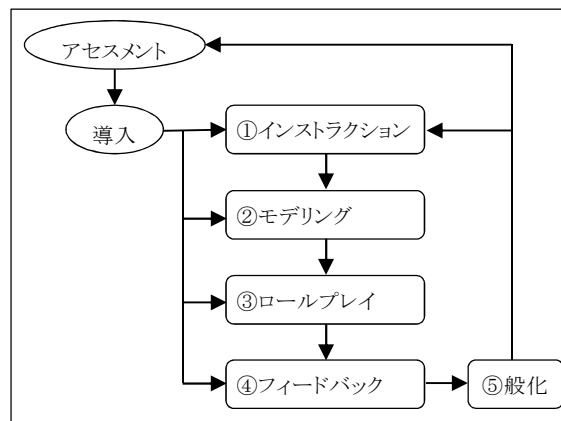 アセスメント
導入
①インストラクション
②モデリング
③ロールプレイ
④フィードバック
⑤般化